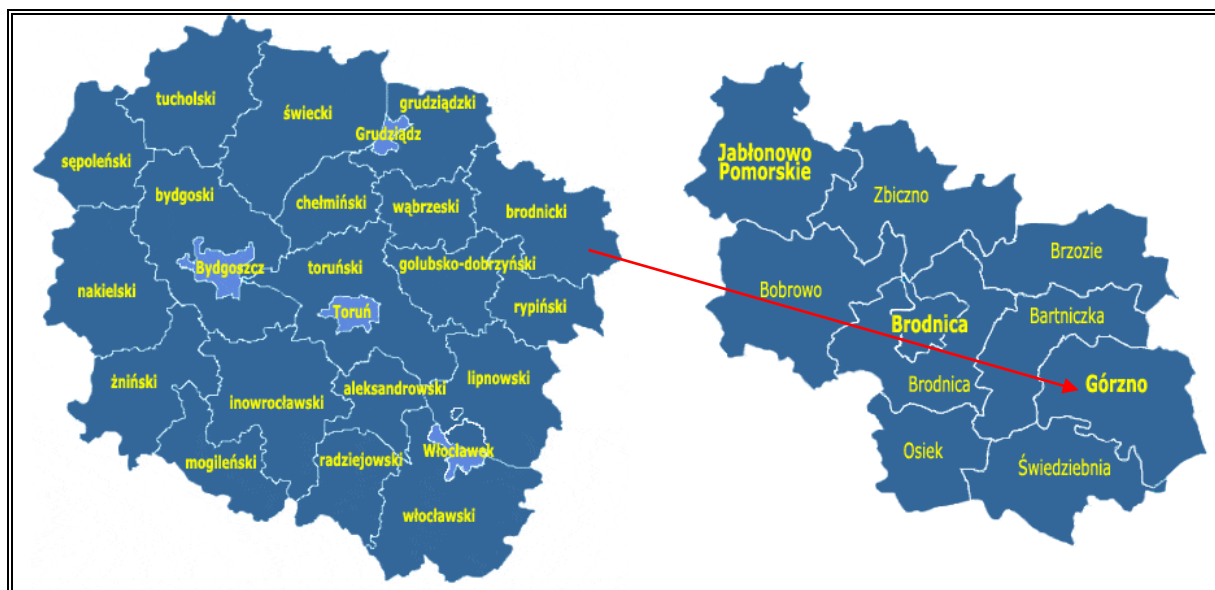 tucholski
świecki
grudziądzki
Grudziądz
sępoleński
bydgoski
chełmiński
wąbrzeski
brodnicki
Bydgoszcz
toruński
golubsko-dobrzyński
nakielski
Toruń
rypiński
żniński
inowrocławski
aleksandrowski
lipnowski
mogileński
radziejowski
Włocławek
włocławski
Jabłonowo
Pomorskie
Zbiczno
Brzozie
Bobrowo
Brodnica
Bartniczka
Brodnica
Górzno
Osiek
Świedziebnia